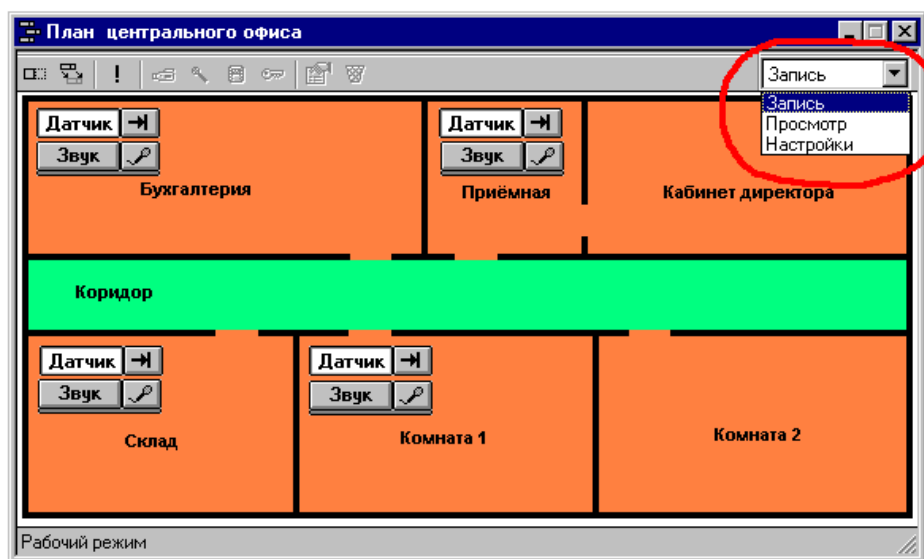 План центрального офиса
Запись
Запись
Просмотр
Настройки
Датчик
Звук
Бухгалтерия
Датчик
Звук
Приёмная
Кабинет директора
Коридор
Датчик
Звук
Склад
Датчик
Звук
Комната 1
Комната 2
Рабочий режим